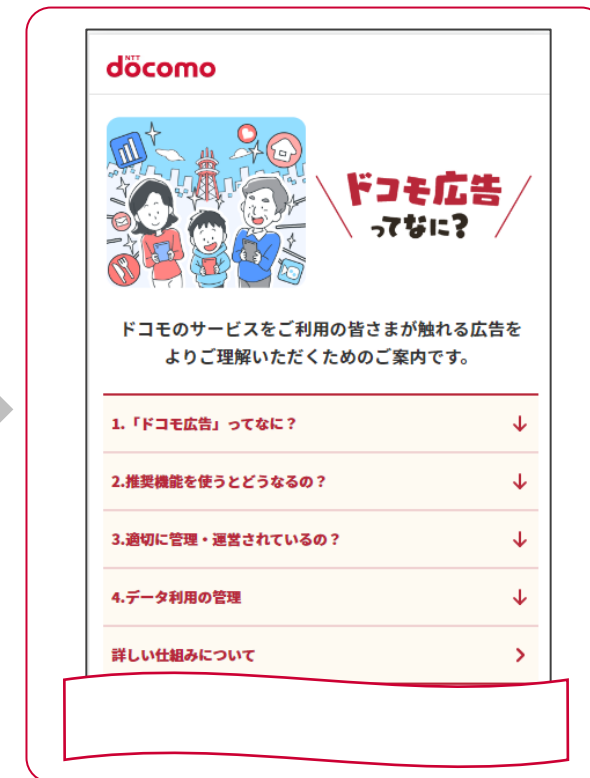 NTT
docomo
ドコモ広告
ってなに?
ドコモのサービスをご利用の皆さまが触れる広告を
よりご理解いただくためのご案内です。
1.「ドコモ広告」ってなに？
2.推奨機能を使うとどうなるの？
3.適切に管理・運営されているの？
4.データ利用の管理
詳しい仕組みについて